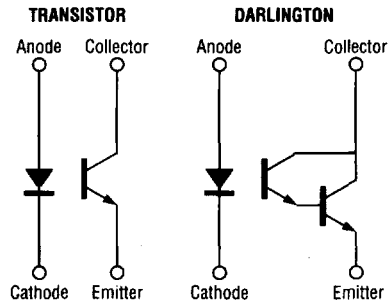 TRANSISTOR DARLINGTON
Anode Collector Anode Collector
Cathode Emitter Cathode Emitter